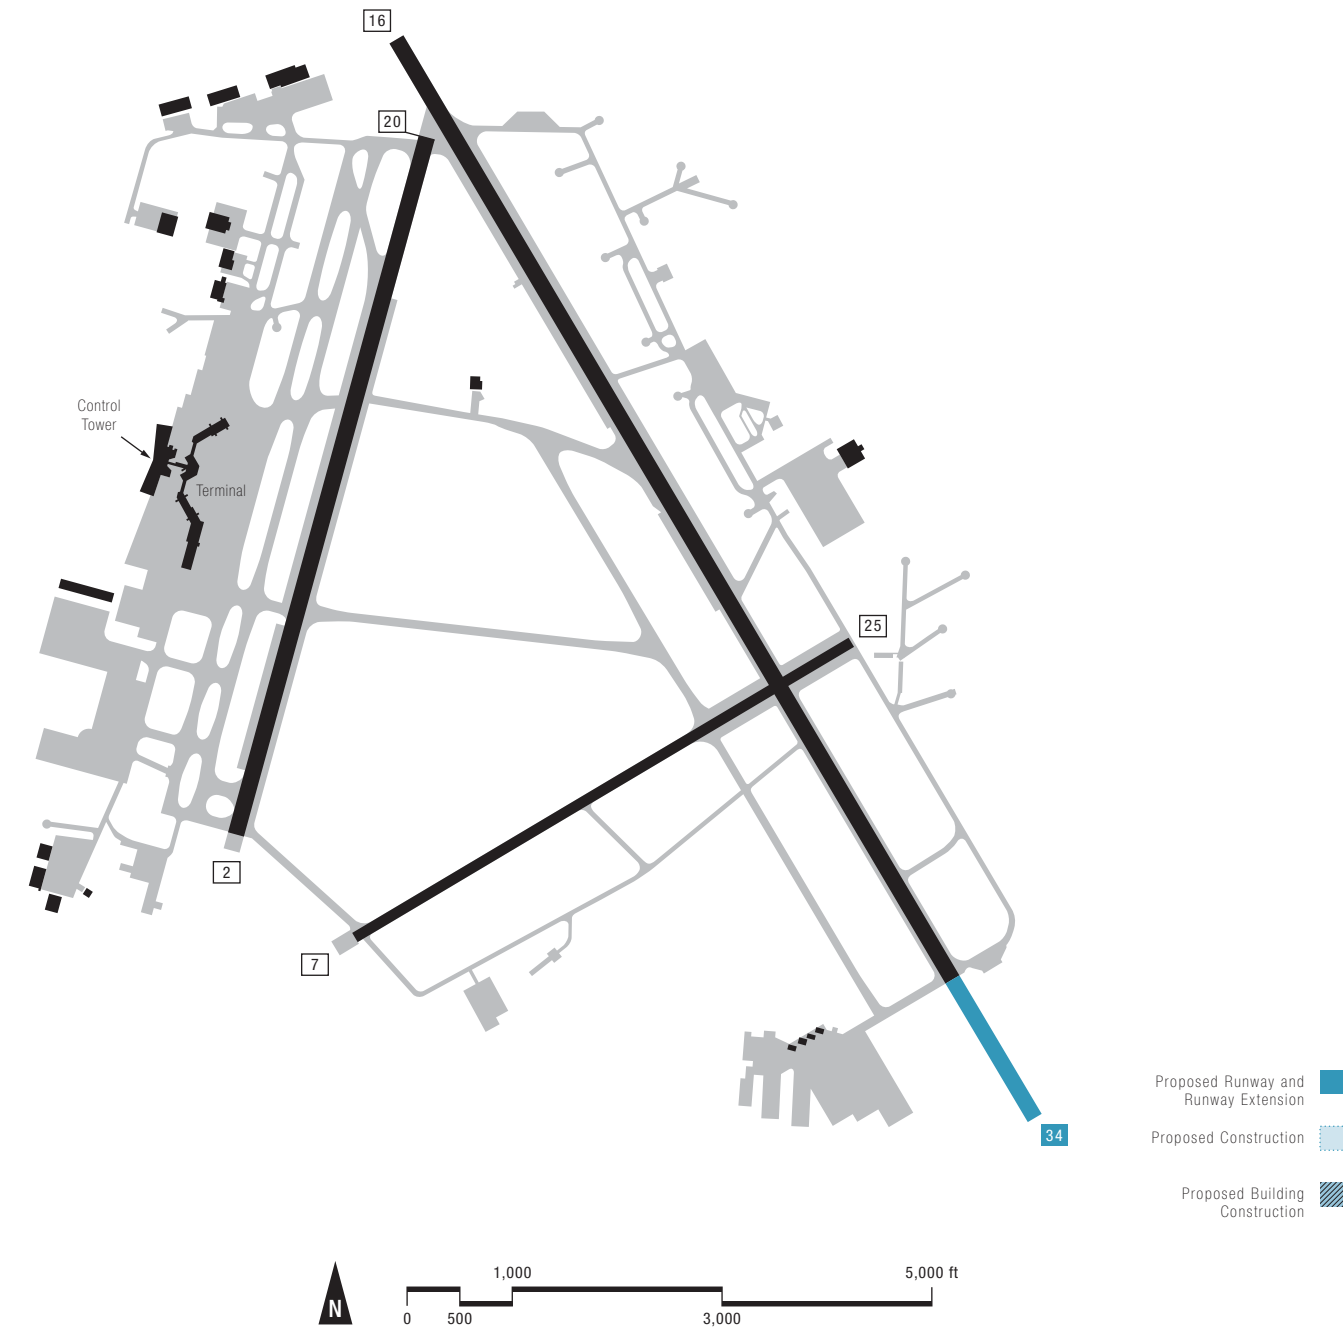 16
20
Control
Tower
Terminal
25
2
7
Proposed Runway and
Runway Extension
34
Proposed Construction
Proposed Building
Construction
1,000
5,000 ft
N
0
500
3,000